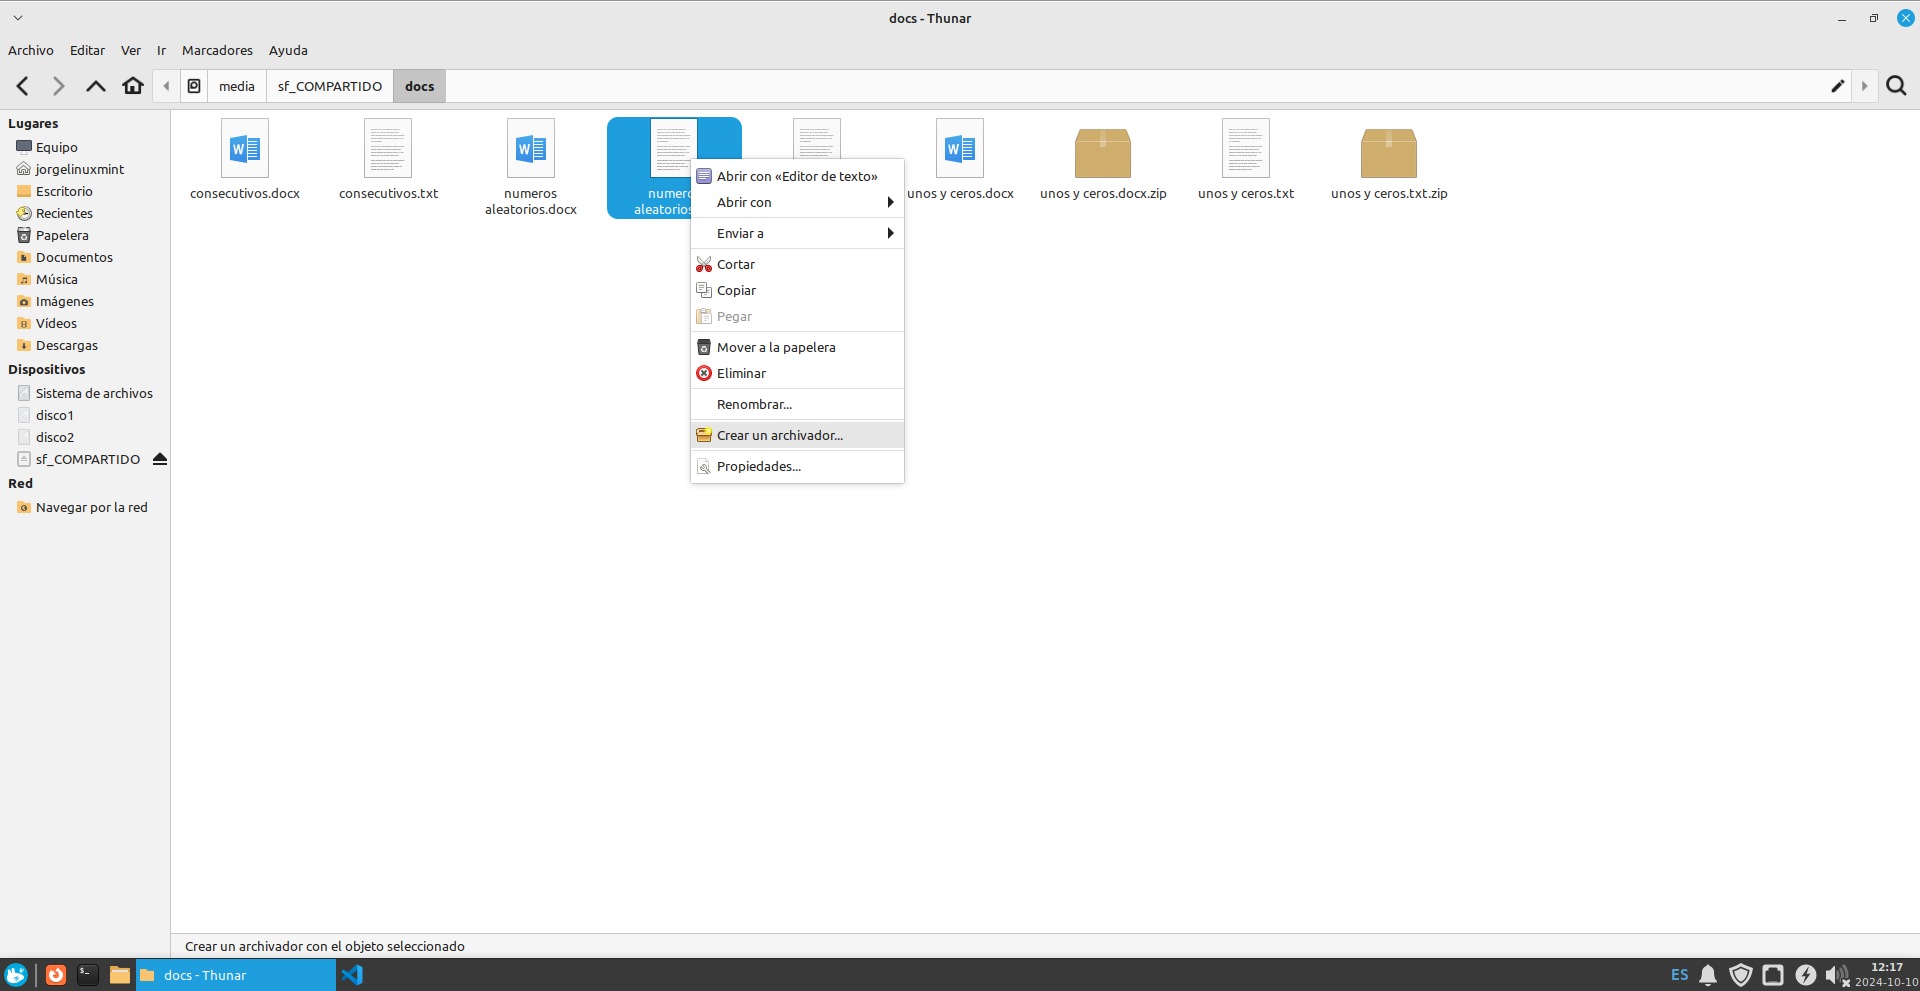 docs - Thunar
Archivo Editar Ver Ir Marcadores Ayuda
media sf_COMPARTIDO docs
Lugares
Equipo
jorgelinuxmint
Escritorio
Recientes
Papelera
Documentos
Música
Imágenes
Vídeos
Descargas
Dispositivos
Sistema de archivos
disco1
disco2
sf_COMPARTIDO
Red
Navegar por la red
consecutivos.docx
consecutivos.txt
numeros
aleatorios.docx
unos y ceros.docx
unos y ceros.docx.zip
unos y ceros.txt
unos y ceros.txt.zip
Abrir con «Editor de texto»
Abrir con
Enviar a
Cortar
Copiar
Pegar
Mover a la papelera
Eliminar
Renombrar...
Crear un archivador...
Propiedades...
Crear un archivador con el objeto seleccionado
docs - Thunar
ES
12:17
2024-10-10